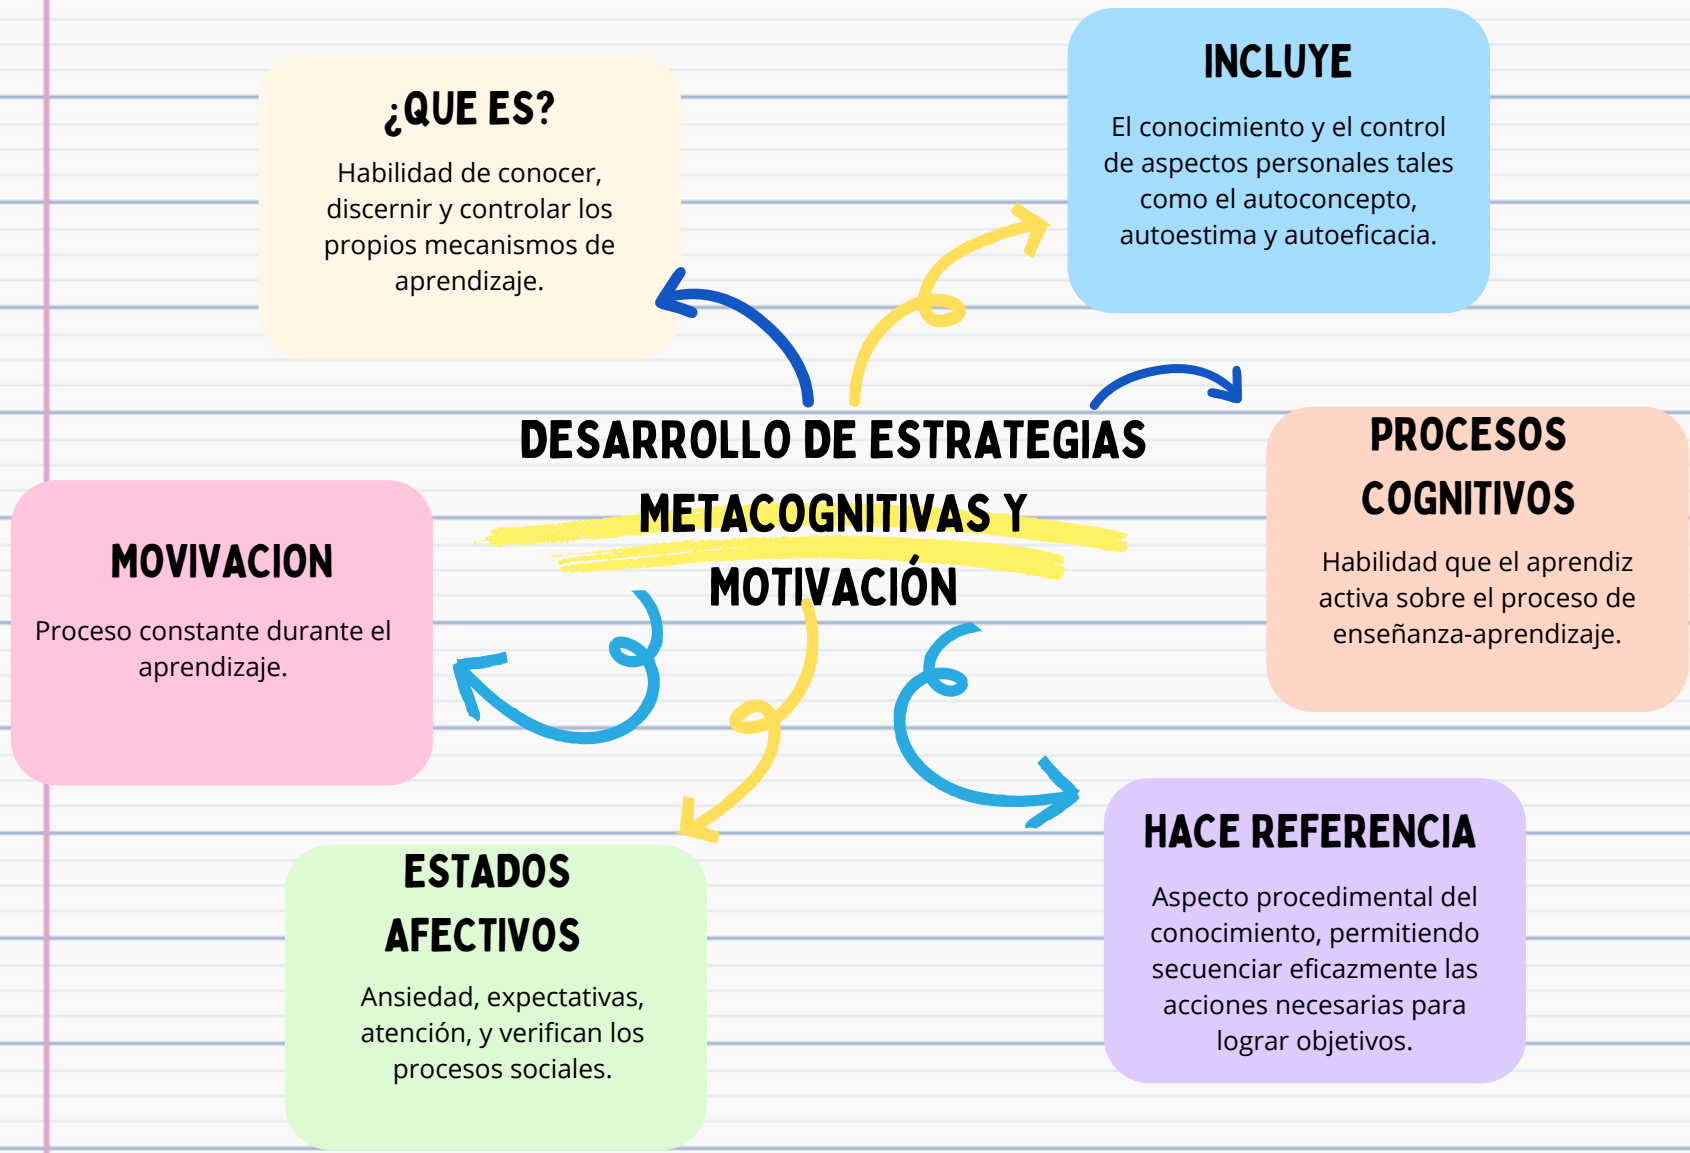 ¿QUE ES?
Habilidad de conocer,
discernir y controlar los
propios mecanismos de
aprendizaje.
INCLUYE
El conocimiento y el control
de aspectos personales tales
como el autoconcepto,
autoestima y autoeficacia.
DESARROLLO DE ESTRATEGIAS
METACOGNITIVAS Y
MOTIVACIÓN
PROCESOS
COGNITIVOS
Habilidad que el aprendiz
activa sobre el proceso de
enseñanza-aprendizaje.
MOVIVACION
Proceso constante durante el
aprendizaje.
ESTADOS
AFECTIVOS
Ansiedad, expectativas,
atención, y verifican los
procesos sociales.
HACE REFERENCIA
Aspecto procedimental del
conocimiento, permitiendo
secuenciar eficazmente las
acciones necesarias para
lograr objetivos.